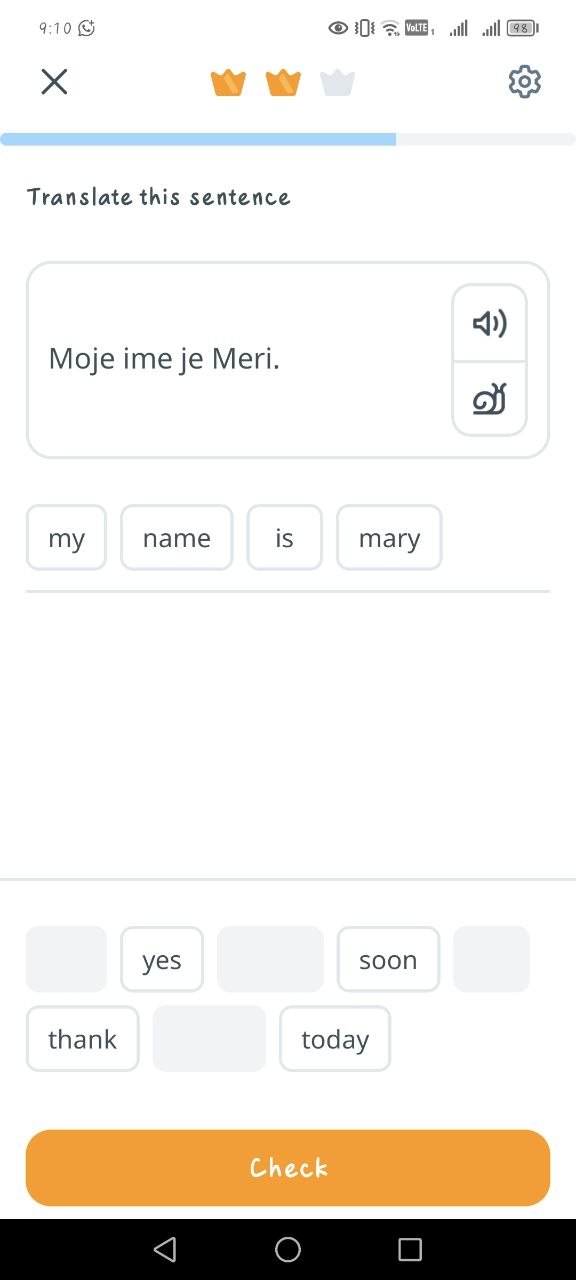 9:10
VoLTE 1 98
Translate this sentence
Moje ime je Meri.
my name is mary
yes soon
thank today
Check